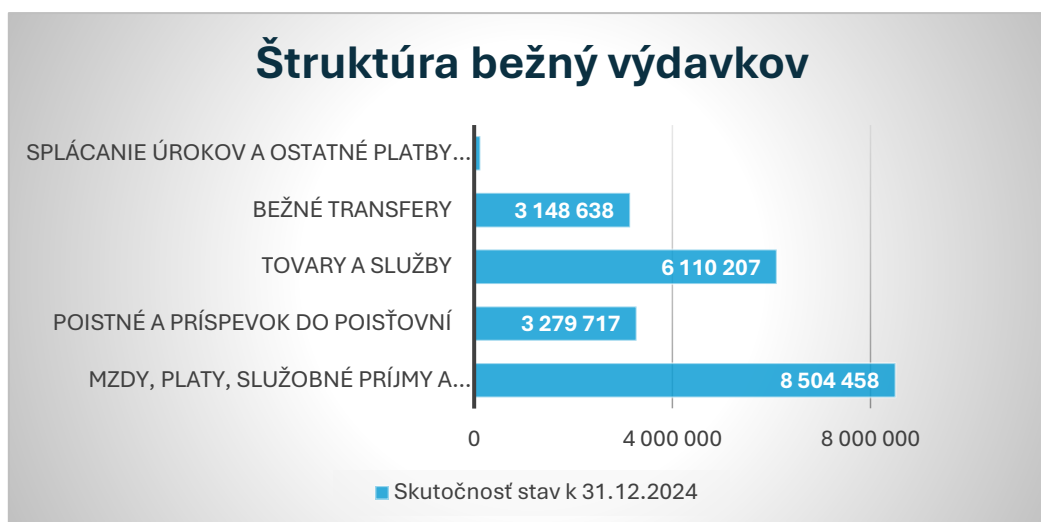 Štruktúra bežný výdavkov
SPLÁCANIE ÚROKOV A OSTATNÉ PLATBY...
BEŽNÉ TRANSFERY
3 148 638
TOVARY A SLUŽBY
6 110 207
POISTNÉ A PRÍSPEVOK DO POISŤOVNÍ
3 279 717
MZDY, PLATY, SLUŽOBNÉ PRÍJMY A...
8 504 458
0
4 000 000
8 000 000
Skutočnosť stav k 31.12.2024